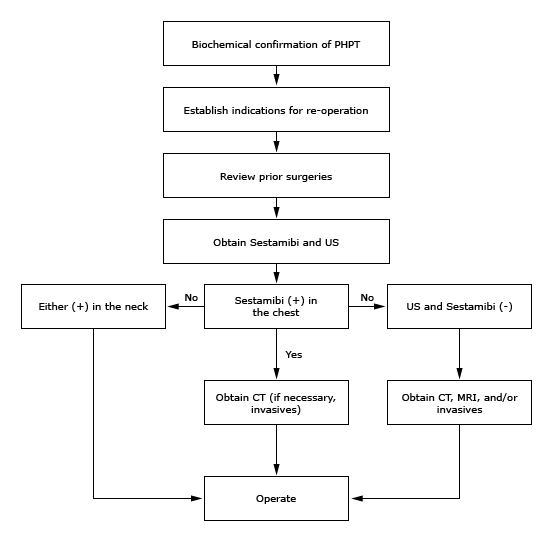 Biochemical confirmation of PHPT
Establish indications for re-operation
Review prior surgeries
Obtain Sestamibi and US
Either (+) in the neck
No
Sestamibi (+) in
the chest
No
US and Sestamibi (-)
Yes
Obtain CT (if necessary,
invasives)
Obtain CT, MRI, and/or
invasives
Operate